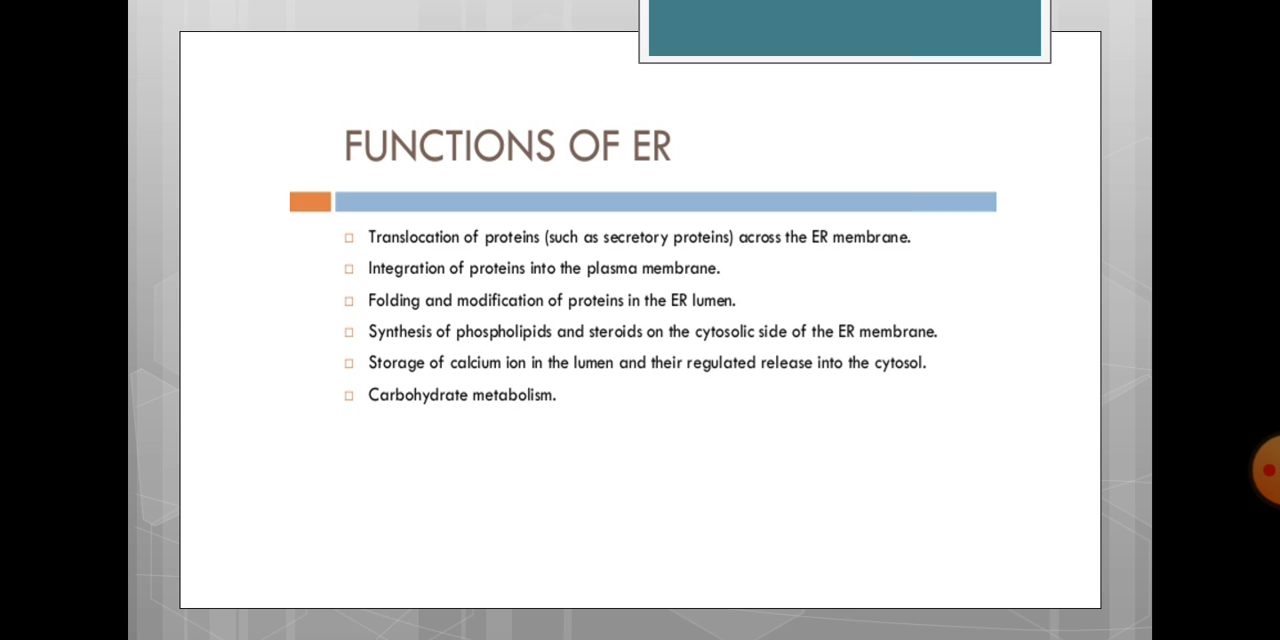 FUNCTIONS OF ER
Translocation of proteins (such as secretory proteins) across the ER membrane.
Integration of proteins into the plasma membrane.
Folding and modification of proteins in the ER lumen.
Synthesis of phospholipids and steroids on the cytosolic side of the ER membrane.
Storage of calcium ion in the lumen and their regulated release into the cytosol.
Carbohydrate metabolism.